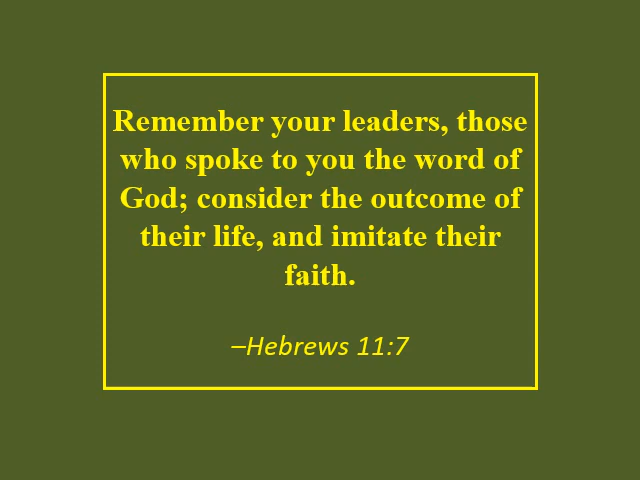 Remember your leaders, those
who spoke to you the word of
God; consider the outcome of
their life, and imitate their
faith.
–Hebrews 11:7